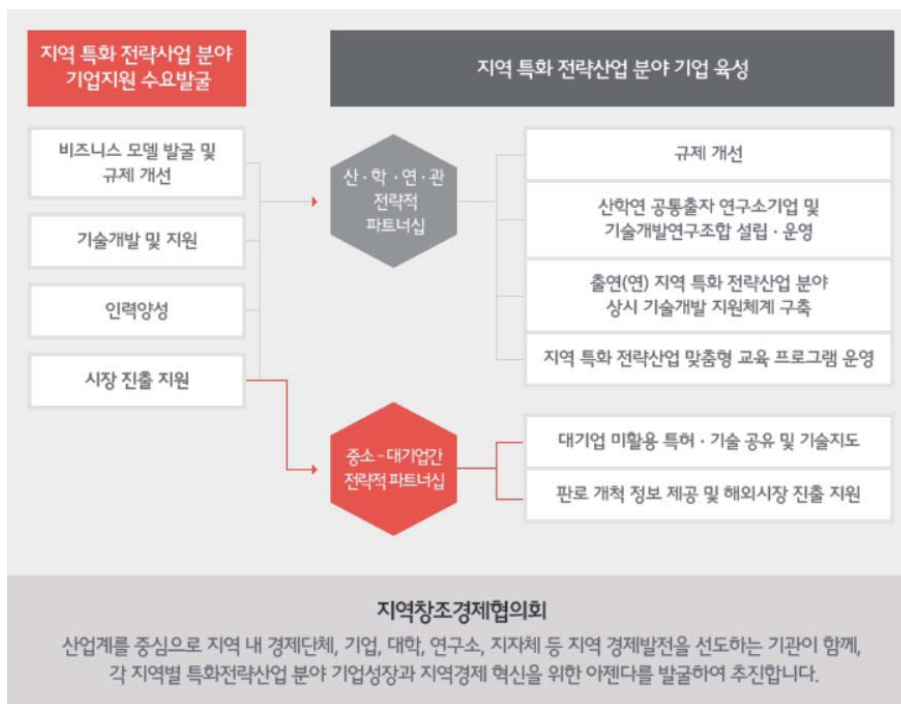 지역 특화 전략사업 분야
기업지원 수요발굴
지역 특화 전략산업 분야 기업 육성
비즈니스 모델 발굴 및
규제 개선
기술개발 및 지원
인력양성
시장 진출 지원
산·학·연·관
전략적
파트너십
규제 개선
산학연 공통출자 연구소기업 및
기술개발연구조합 설립·운영
출연(연) 지역 특화 전략산업 분야
상시 기술개발 지원체계 구축
지역 특화 전략산업 맞춤형 교육 프로그램 운영
중소-대기업간
전략적 파트너십
대기업 미활용 특허·기술 공유 및 기술지도
판로 개척 정보 제공 및 해외시장 진출 지원
지역창조경제협의회
산업계를 중심으로 지역 내 경제단체, 기업, 대학, 연구소, 지자체 등 지역 경제발전을 선도하는 기관이 함께,
각 지역별 특화전략산업 분야 기업성장과 지역경제 혁신을 위한 아젠다를 발굴하여 추진합니다.